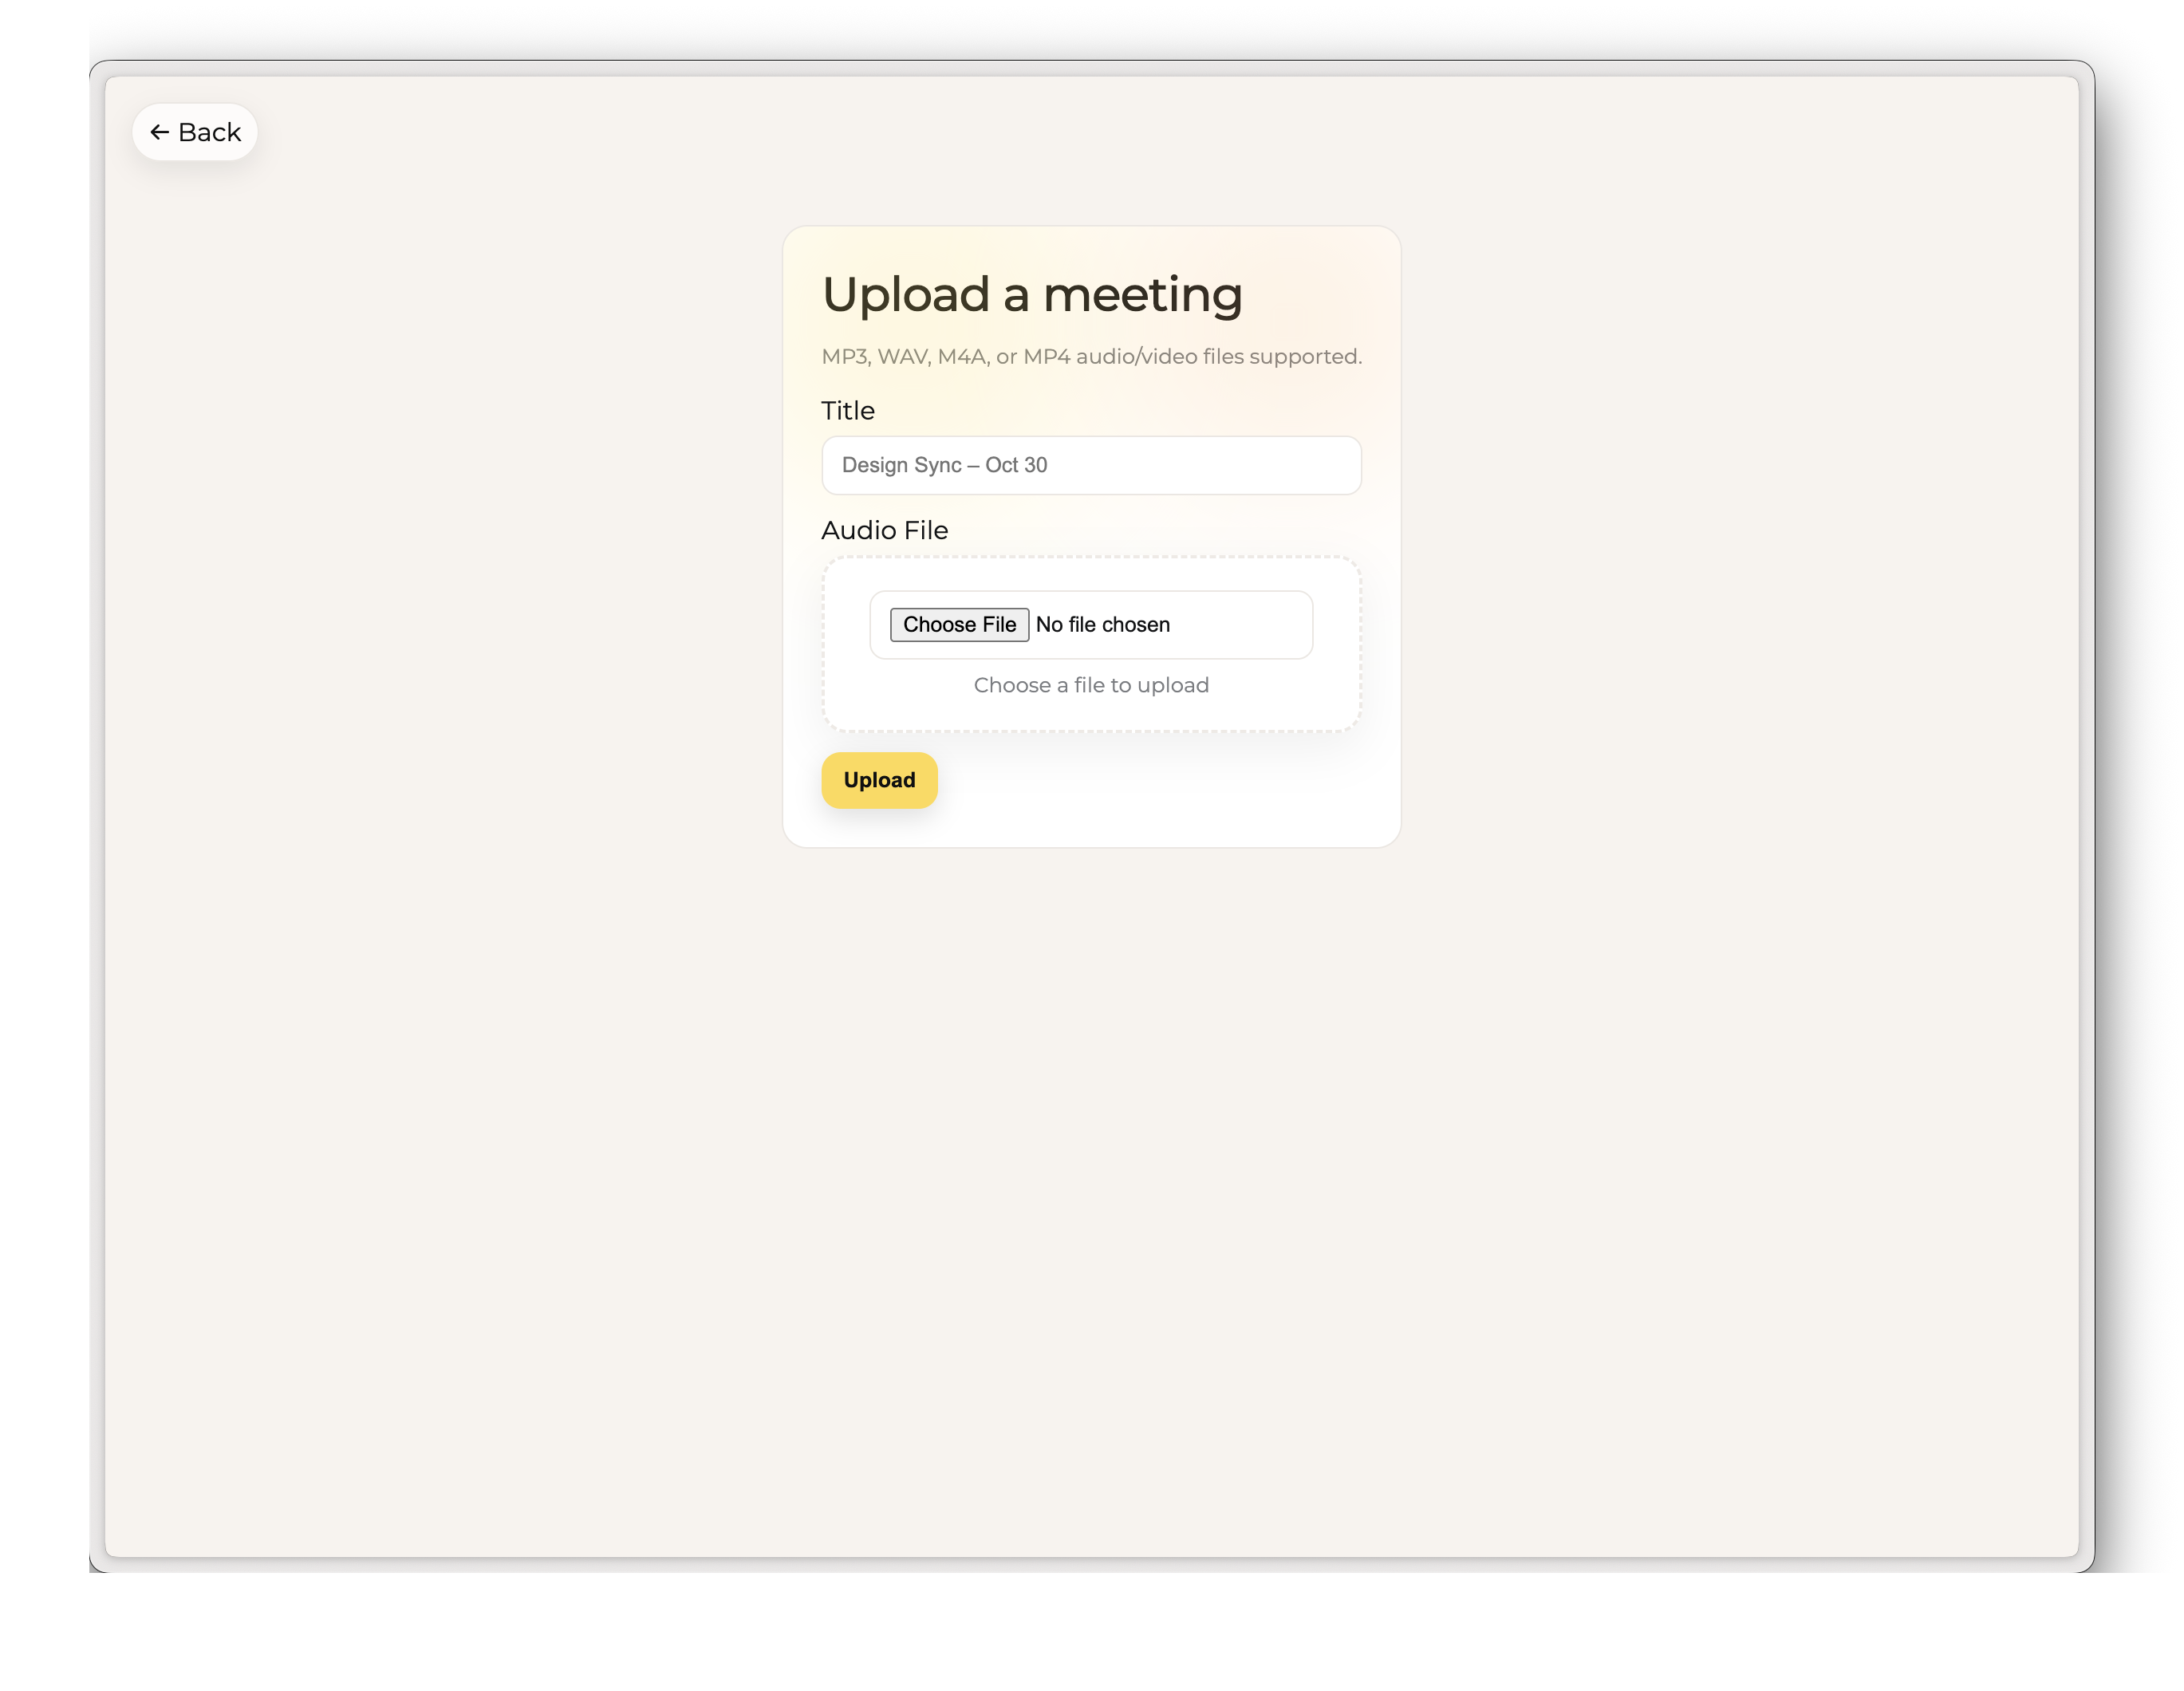 ← Back
Upload a meeting
MP3, WAV, M4A, or MP4 audio/video files supported.
Title
Design Sync – Oct 30
Audio File
Choose File No file chosen
Choose a file to upload
Upload